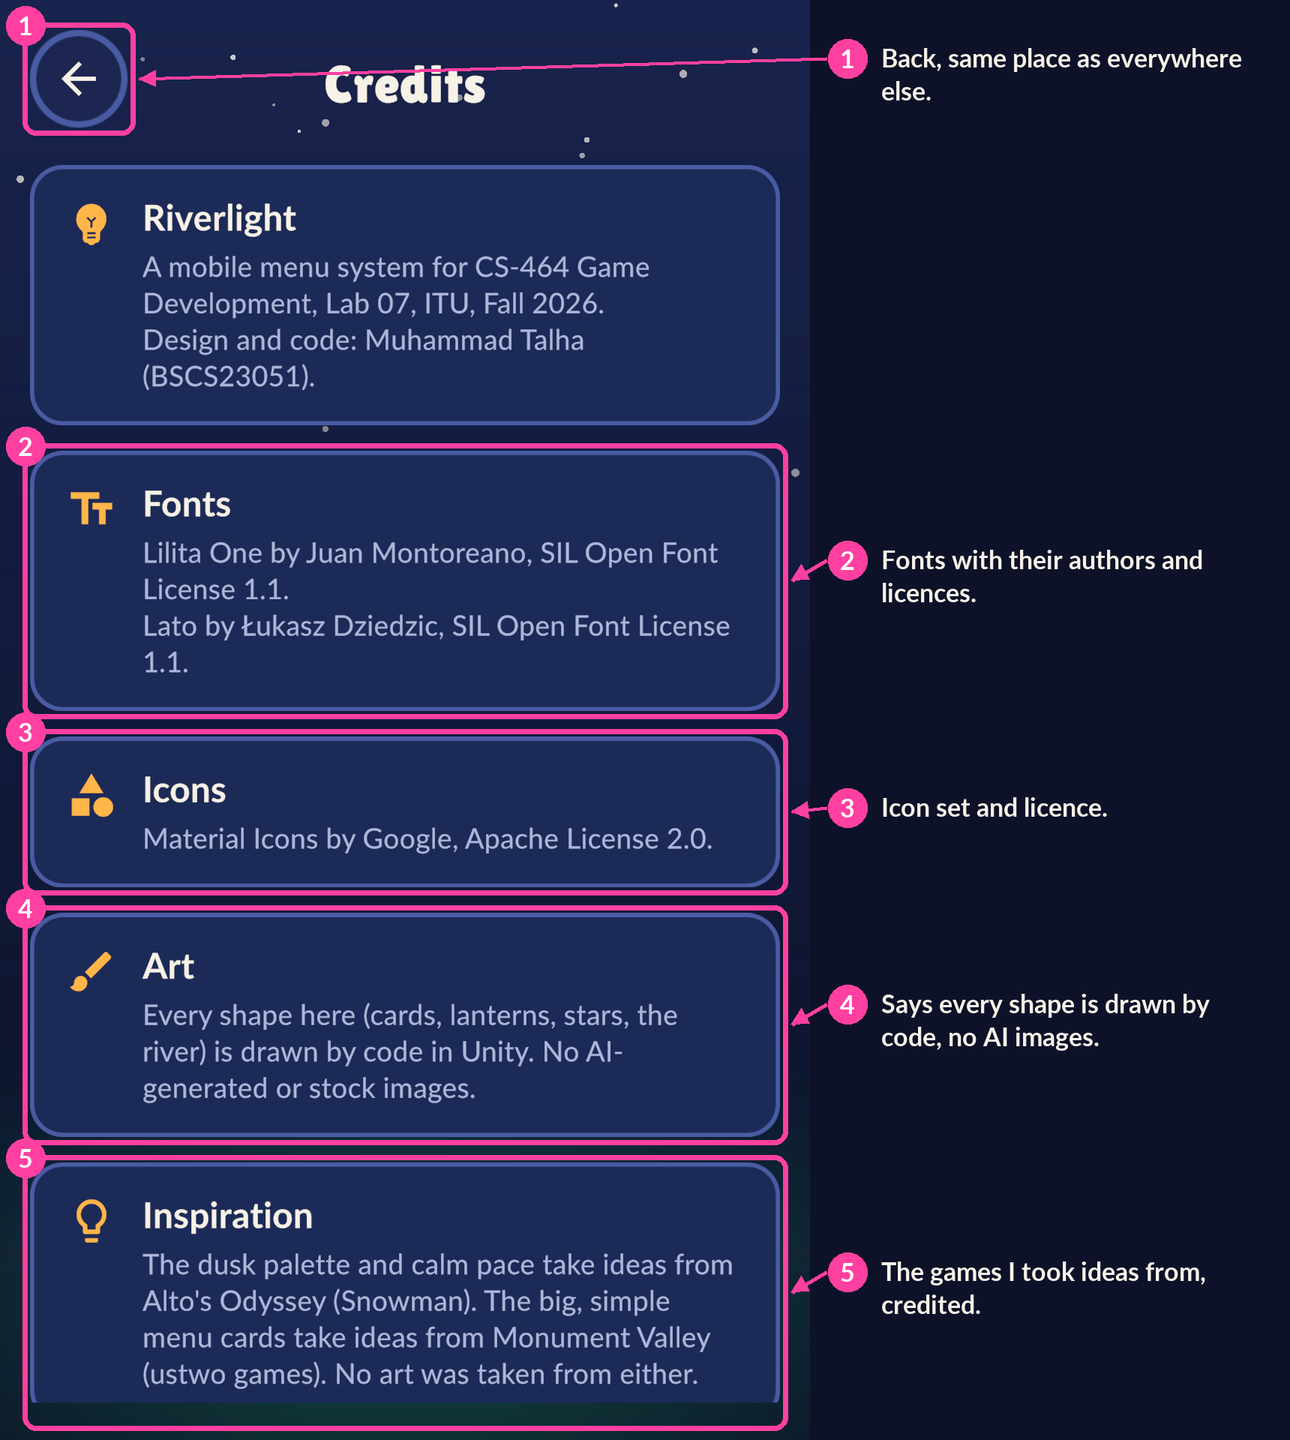 1
Credits
1 Back, same place as everywhere
else.
Riverlight
A mobile menu system for CS-464 Game
Development, Lab 07, ITU, Fall 2026.
Design and code: Muhammad Talha
(BSCS23051).
2
Fonts
Lilita One by Juan Montoreano, SIL Open Font
License 1.1.
Lato by Łukasz Dziedzic, SIL Open Font License
1.1.
2 Fonts with their authors and
licences.
3
Icons
Material Icons by Google, Apache License 2.0.
3 Icon set and licence.
4
Art
Every shape here (cards, lanterns, stars, the
river) is drawn by code in Unity. No AI-
generated or stock images.
4 Says every shape is drawn by
code, no AI images.
5
Inspiration
The dusk palette and calm pace take ideas from
Alto's Odyssey (Snowman). The big, simple
menu cards take ideas from Monument Valley
(ustwo games). No art was taken from either.
5 The games I took ideas from,
credited.